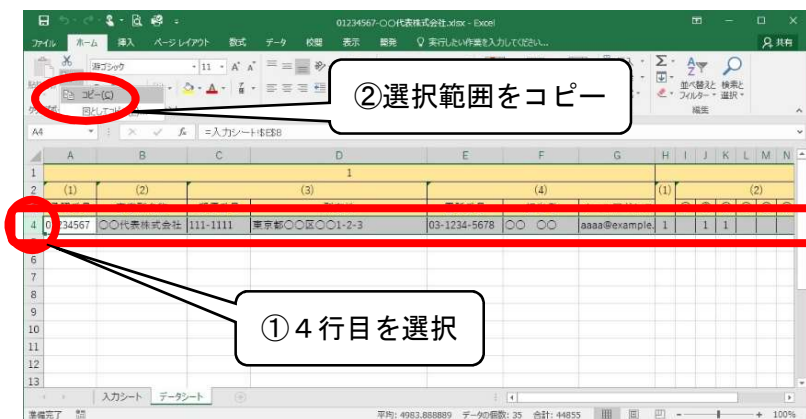 01234567-〇〇代表株式会社.xlsx - Excel
ファイル ホーム 挿入 ページ レイアウト 数式 データ 校閲 表示 開発 実行したい作業を入力してください... 共有
游ゴシック 11 A A
コピー(C)
並べ替えと 検索と
フィルター 選択
編集
②選択範囲をコピー
A4 fx =入力シート!$E$8
A B C D E F G H I J K L M N
1 1
2 (1) (2) (3) (4) (1) (2)
4 01234567 〇〇代表株式会社 111-1111 東京都〇〇区〇〇1-2-3 03-1234-5678 〇〇 〇〇 aaaa@example. 1 1 1
6
7
8
9
10
11
12
13
①４行目を選択
入力シート データシート
準備完了 平均: 4983.888889 データの個数: 35 合計: 44855 100%